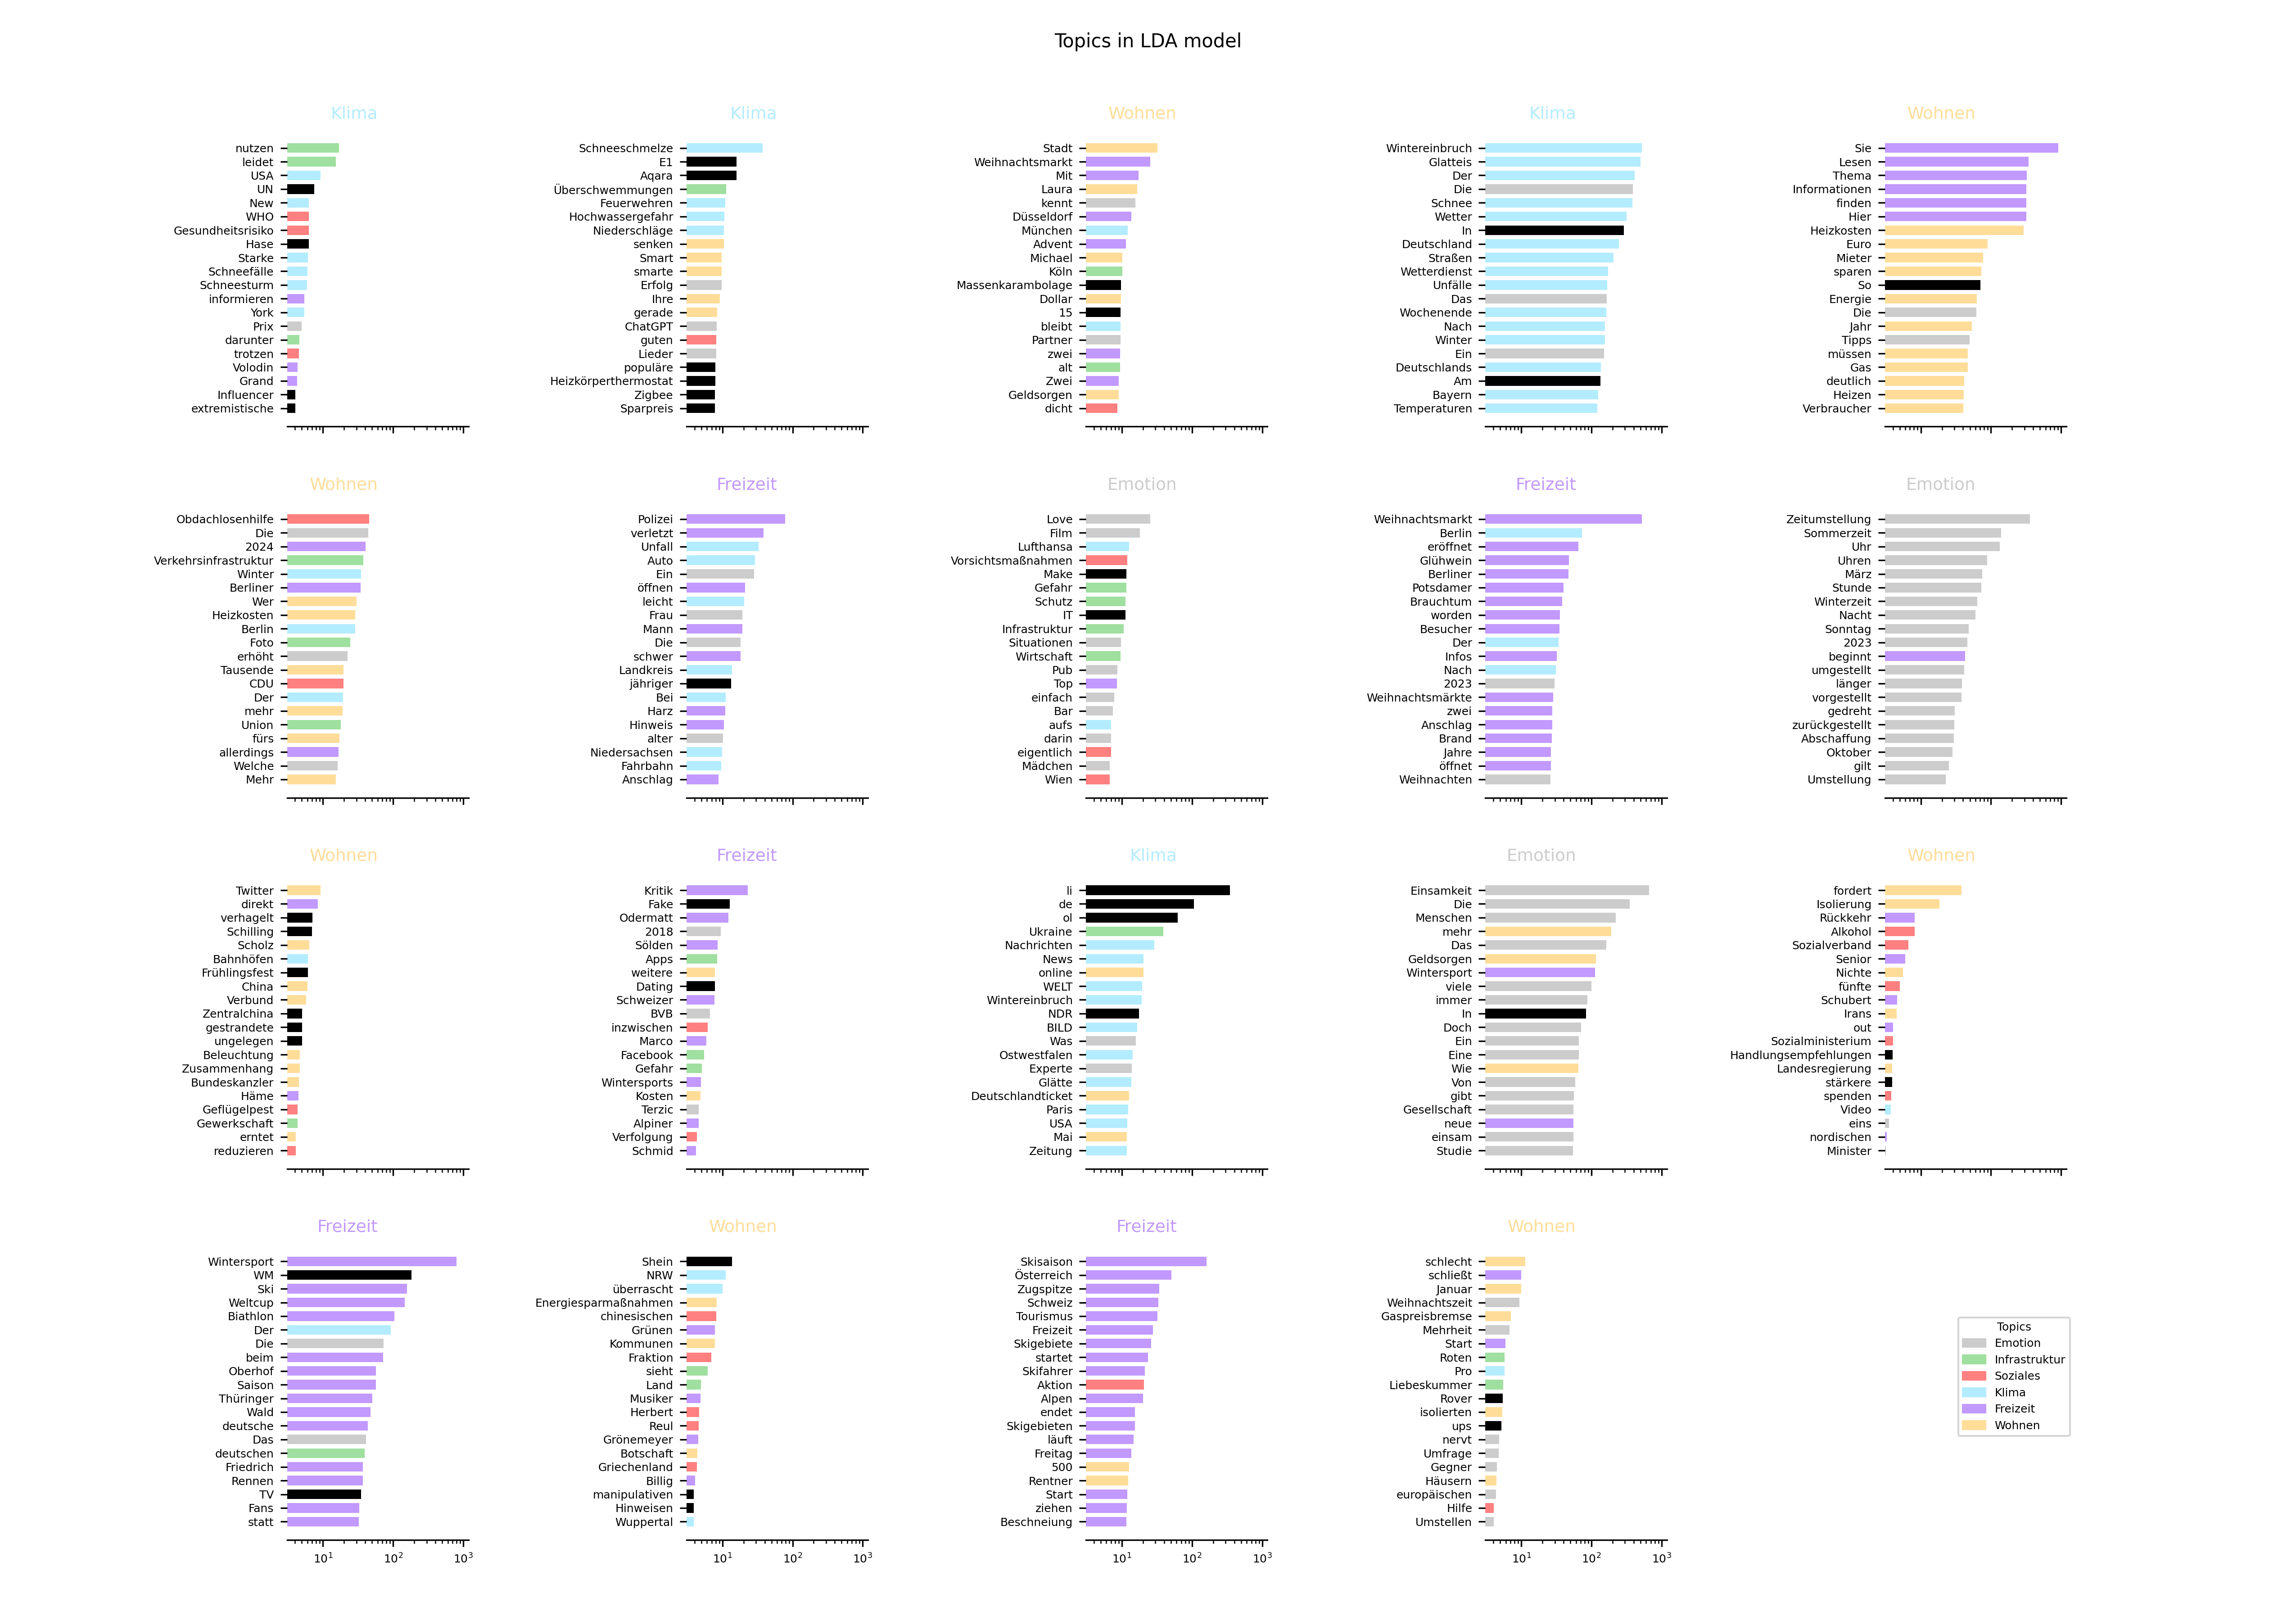 Topics in LDA model
Klima
nutzen
leidet
USA
UN
New
WHO
Gesundheitsrisiko
Hase
Starke
Schneefälle
Schneesturm
informieren
York
Prix
darunter
trotzen
Volodin
Grand
Influencer
extremistische
Klima
Schneeschmelze
E1
Aqara
Überschwemmungen
Feuerwehren
Hochwassergefahr
Niederschläge
senken
Smart
smarte
Erfolg
Ihre
gerade
ChatGPT
guten
Lieder
populäre
Heizkörperthermostat
Zigbee
Sparpreis
Wohnen
Stadt
Weihnachtsmarkt
Mit
Laura
kennt
Düsseldorf
München
Advent
Michael
Köln
Massenkarambolage
Dollar
15
bleibt
Partner
zwei
alt
Zwei
Geldsorgen
dicht
Klima
Wintereinbruch
Glatteis
Der
Die
Schnee
Wetter
In
Deutschland
Straßen
Wetterdienst
Unfälle
Das
Wochenende
Nach
Winter
Ein
Deutschlands
Am
Bayern
Temperaturen
Wohnen
Sie
Lesen
Thema
Informationen
finden
Hier
Heizkosten
Euro
Mieter
sparen
So
Energie
Die
Jahr
Tipps
müssen
Gas
deutlich
Heizen
Verbraucher
Wohnen
Obdachlosenhilfe
Die
2024
Verkehrsinfrastruktur
Winter
Berliner
Wer
Heizkosten
Berlin
Foto
erhöht
Tausende
CDU
Der
mehr
Union
fürs
allerdings
Welche
Mehr
Freizeit
Polizei
verletzt
Unfall
Auto
Ein
öffnen
leicht
Frau
Mann
Die
schwer
Landkreis
jähriger
Bei
Harz
Hinweis
alter
Niedersachsen
Fahrbahn
Anschlag
Emotion
Love
Film
Lufthansa
Vorsichtsmaßnahmen
Make
Gefahr
Schutz
IT
Infrastruktur
Situationen
Wirtschaft
Pub
Top
einfach
Bar
aufs
darin
eigentlich
Mädchen
Wien
Freizeit
Weihnachtsmarkt
Berlin
eröffnet
Glühwein
Berliner
Potsdamer
Brauchtum
worden
Besucher
Der
Infos
Nach
2023
Weihnachtsmärkte
zwei
Anschlag
Brand
Jahre
öffnet
Weihnachten
Emotion
Zeitumstellung
Sommerzeit
Uhr
Uhren
März
Stunde
Winterzeit
Nacht
Sonntag
2023
beginnt
umgestellt
länger
vorgestellt
gedreht
zurückgestellt
Abschaffung
Oktober
gilt
Umstellung
Wohnen
Twitter
direkt
verhagelt
Schilling
Scholz
Bahnhöfen
Frühlingsfest
China
Verbund
Zentralchina
gestrandete
ungelegen
Beleuchtung
Zusammenhang
Bundeskanzler
Häme
Geflügelpest
Gewerkschaft
erntet
reduzieren
Freizeit
Kritik
Fake
Odermatt
2018
Sölden
Apps
weitere
Dating
Schweizer
BVB
inzwischen
Marco
Facebook
Gefahr
Wintersports
Kosten
Terzic
Alpiner
Verfolgung
Schmid
Klima
li
de
ol
Ukraine
Nachrichten
News
online
WELT
Wintereinbruch
NDR
BILD
Was
Ostwestfalen
Experte
Glätte
Deutschlandticket
Paris
USA
Mai
Zeitung
Emotion
Einsamkeit
Die
Menschen
mehr
Das
Geldsorgen
Wintersport
viele
immer
In
Doch
Ein
Eine
Wie
Von
gibt
Gesellschaft
neue
einsam
Studie
Wohnen
fordert
Isolierung
Rückkehr
Alkohol
Sozialverband
Senior
Nichte
fünfte
Schubert
Irans
out
Sozialministerium
Handlungsempfehlungen
Landesregierung
stärkere
spenden
Video
eins
nordischen
Minister
Freizeit
Wintersport
WM
Ski
Weltcup
Biathlon
Der
Die
beim
Oberhof
Saison
Thüringer
Wald
deutsche
Das
deutschen
Friedrich
Rennen
TV
Fans
statt
10¹ 10² 10³
Wohnen
Shein
NRW
überrascht
Energiesparmaßnahmen
chinesischen
Grünen
Kommunen
Fraktion
sieht
Land
Musiker
Herbert
Reul
Grönemeyer
Botschaft
Griechenland
Billig
manipulativen
Hinweisen
Wuppertal
10¹ 10² 10³
Freizeit
Skisaison
Österreich
Zugspitze
Schweiz
Tourismus
Freizeit
Skigebiete
startet
Skifahrer
Aktion
Alpen
endet
Skigebieten
läuft
Freitag
500
Rentner
Start
ziehen
Beschneiung
10¹ 10² 10³
Wohnen
schlecht
schließt
Januar
Weihnachtszeit
Gaspreisbremse
Mehrheit
Start
Roten
Pro
Liebeskummer
Rover
isolierten
ups
nervt
Umfrage
Gegner
Häusern
europäischen
Hilfe
Umstellen
10¹ 10² 10³
Topics
Emotion
Infrastruktur
Soziales
Klima
Freizeit
Wohnen